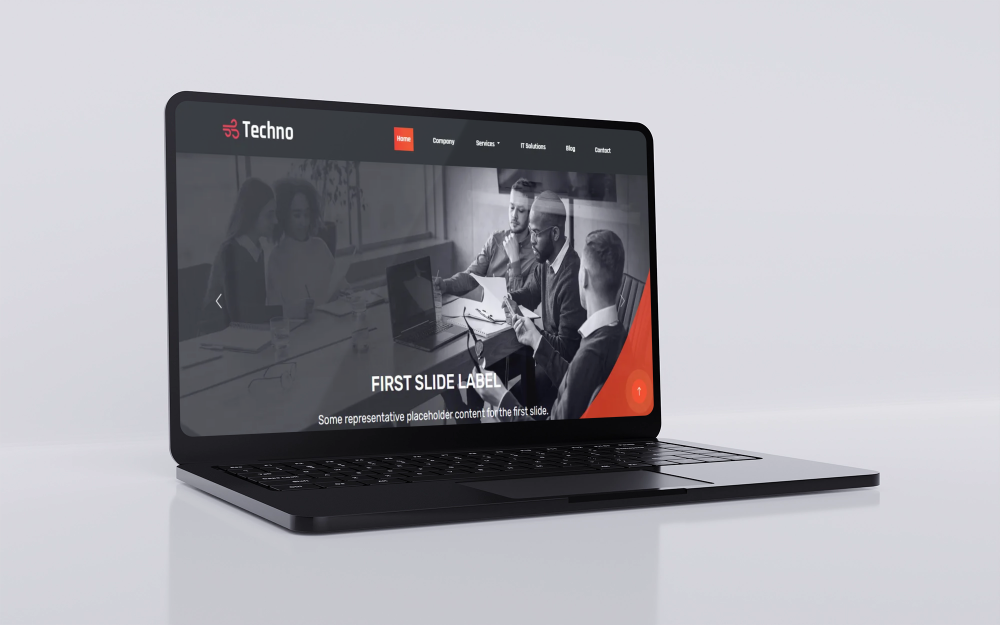 Techno
Home Company Services IT Solutions Blog Contact
FIRST SLIDE LABEL
Some representative placeholder content for the first slide.